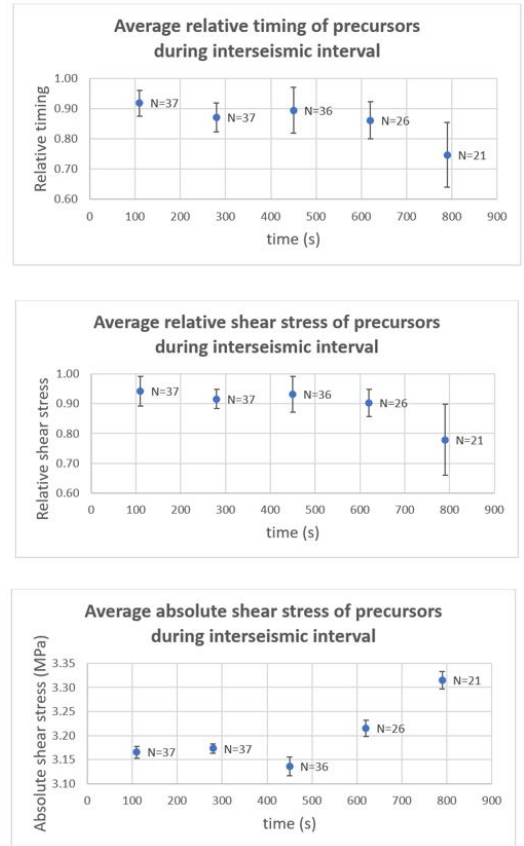 Average relative timing of precursors
during interseismic interval
Relative timing
1.00
0.90
0.80
0.70
0.60
N=37
N=37
N=36
N=26
N=21
0 100 200 300 400 500 600 700 800 900
time (s)
Average relative shear stress of precursors
during interseismic interval
Relative shear stress
1.00
0.90
0.80
0.70
0.60
N=37
N=37
N=36
N=26
N=21
0 100 200 300 400 500 600 700 800 900
time (s)
Average absolute shear stress of precursors
during interseismic interval
Absolute shear stress (MPa)
3.35
3.30
3.25
3.20
3.15
3.10
N=37
N=37
N=36
N=26
N=21
0 100 200 300 400 500 600 700 800 900
time (s)